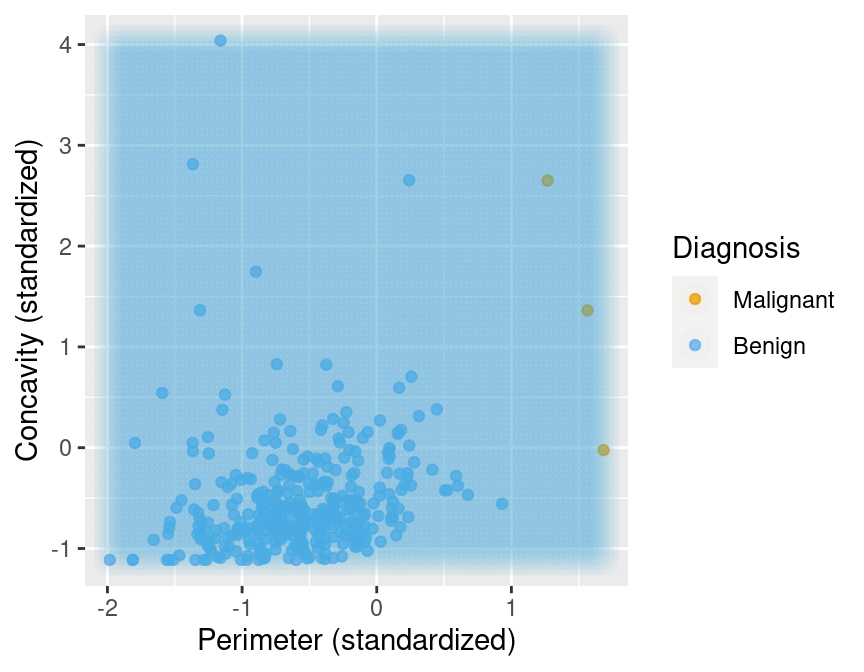 4
3
2
1
0
-1
-2
-1
0
1
Perimeter (standardized)
Concavity (standardized)
Diagnosis
Malignant
Benign